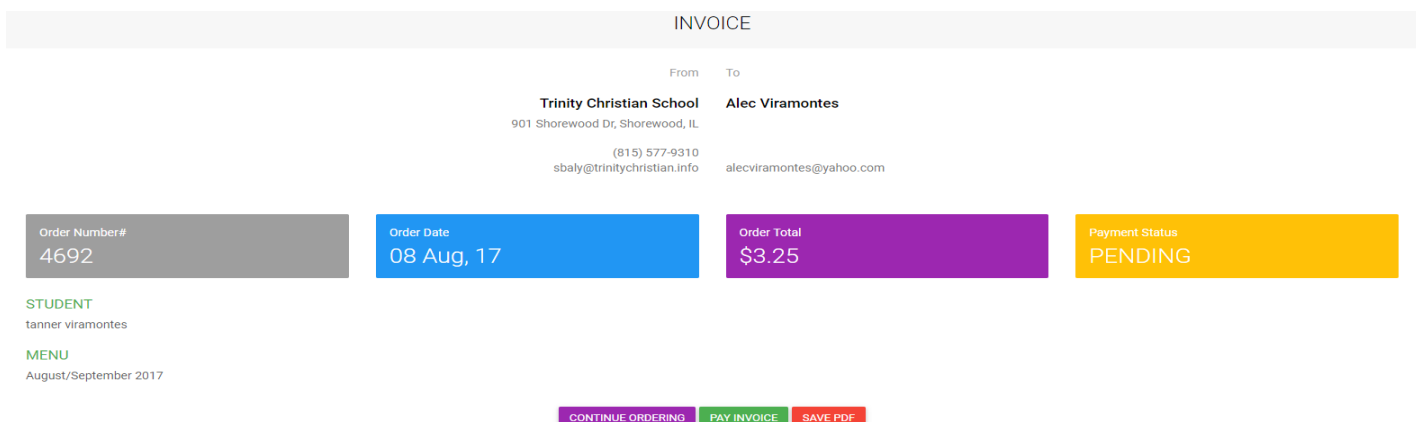 INVOICE
From
Trinity Christian School
901 Shorewood Dr, Shorewood, IL
(815) 577-9310
sbaly@trinitychristian.info
To
Alec Viramontes
alecviramontes@yahoo.com
Order Number#
4692
Order Date
08 Aug, 17
Order Total
$3.25
Payment Status
PENDING
STUDENT
tanner viramontes
MENU
August/September 2017
CONTINUE ORDERING
PAY INVOICE
SAVE PDF